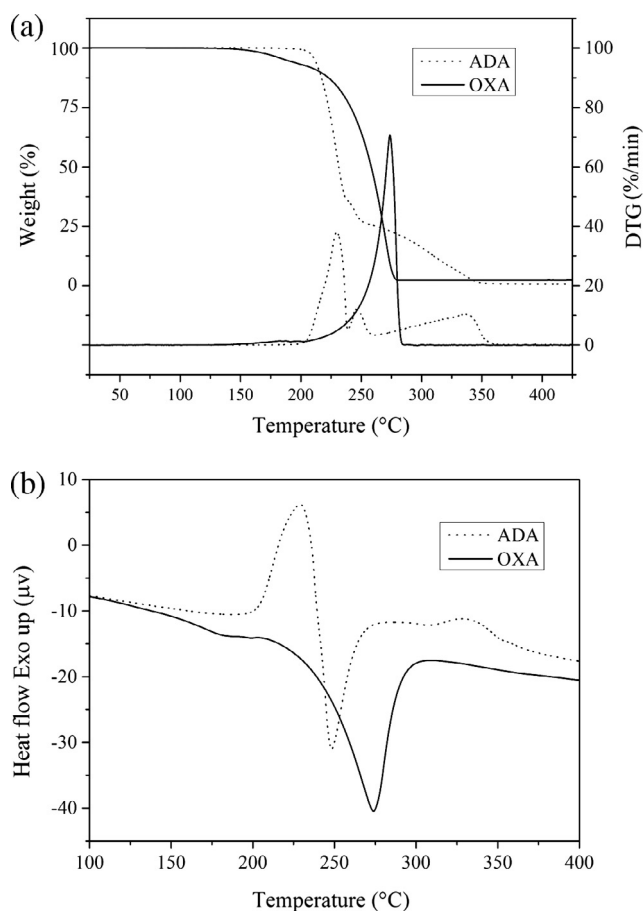 (a)
100
75
50
25
0
Weight (%)
100
80
60
40
20
0
DTG (%/min)
ADA
OXA
50 100 150 200 250 300 350 400
Temperature (°C)
(b)
10
0
-10
-20
-30
-40
Heat flow Exo up (μv)
ADA
OXA
100 150 200 250 300 350 400
Temperature (°C)